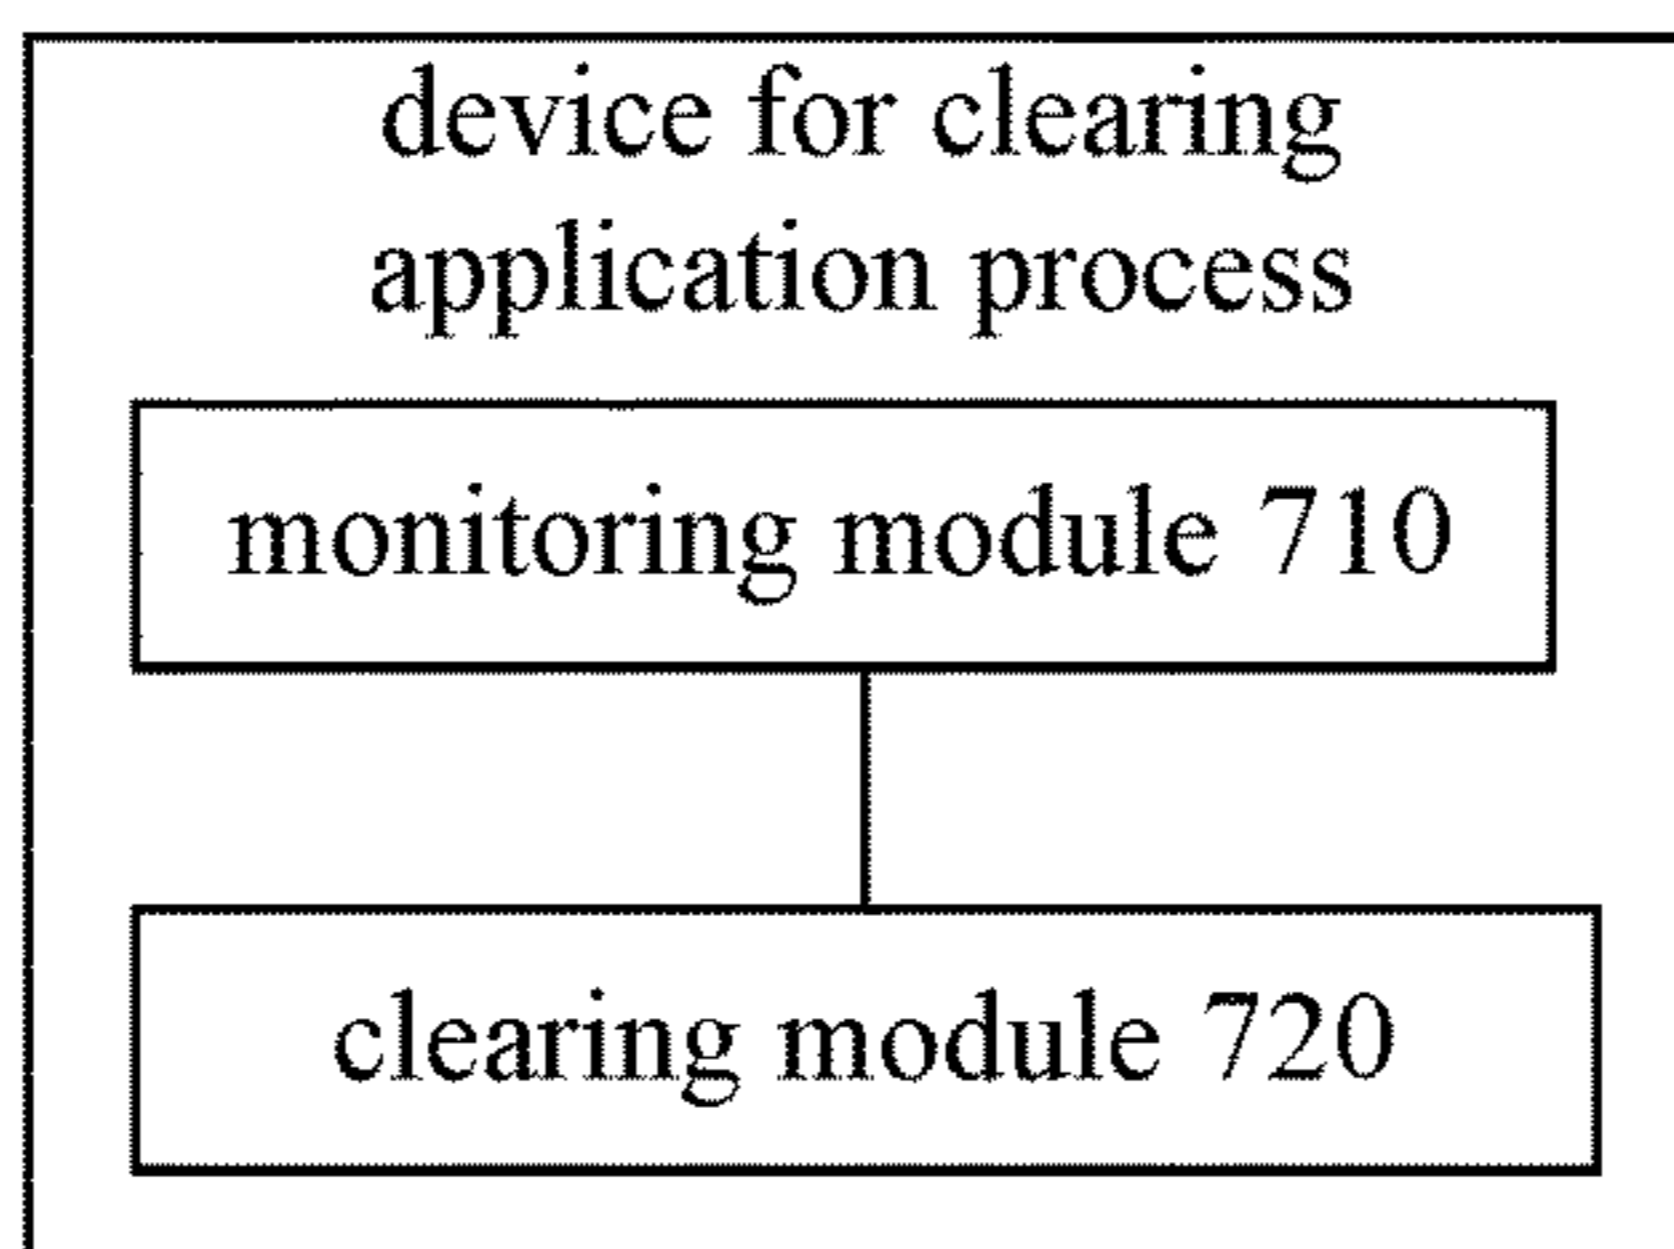 device for clearing
application process
monitoring module 710
clearing module 720